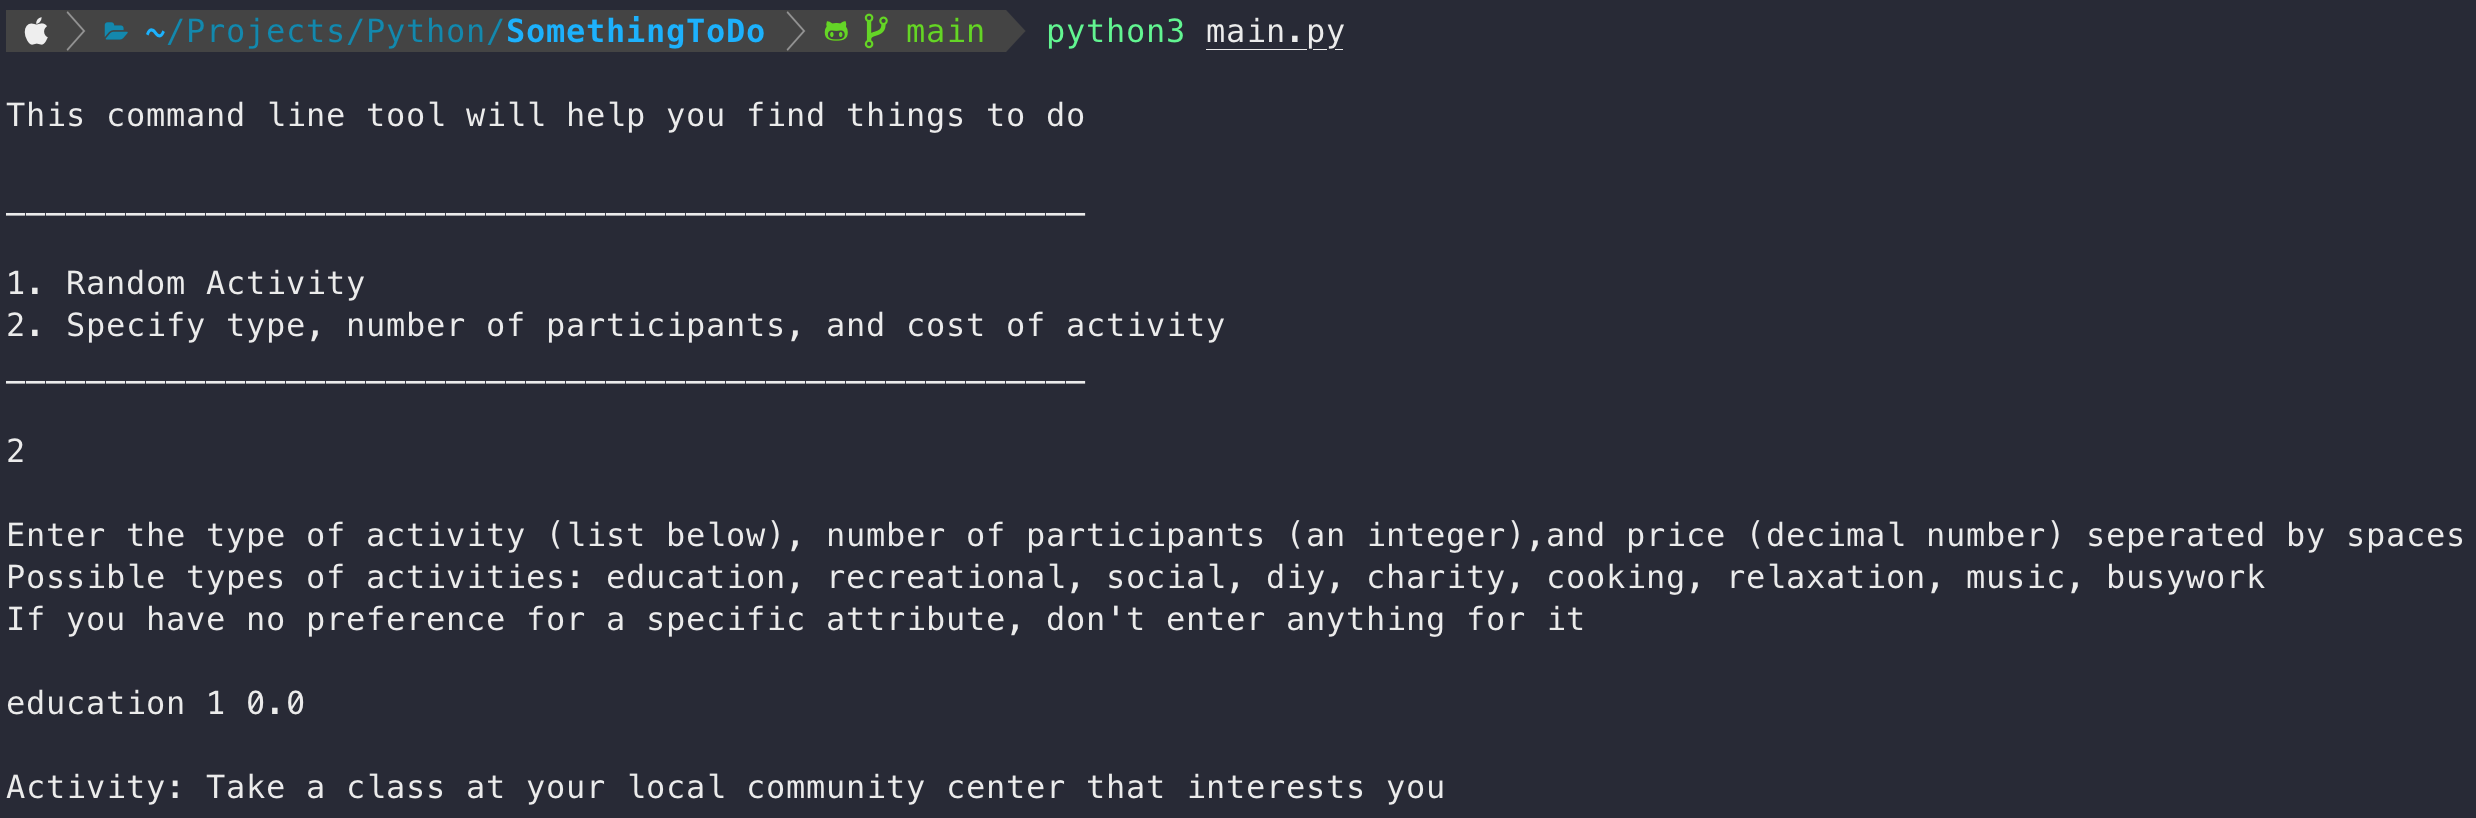 ~/Projects/Python/SomethingToDo main python3 main.py
This command line tool will help you find things to do
______________________________________________________
1. Random Activity
2. Specify type, number of participants, and cost of activity
______________________________________________________
2
Enter the type of activity (list below), number of participants (an integer),and price (decimal number) seperated by spaces
Possible types of activities: education, recreational, social, diy, charity, cooking, relaxation, music, busywork
If you have no preference for a specific attribute, don't enter anything for it
education 1 0.0
Activity: Take a class at your local community center that interests you